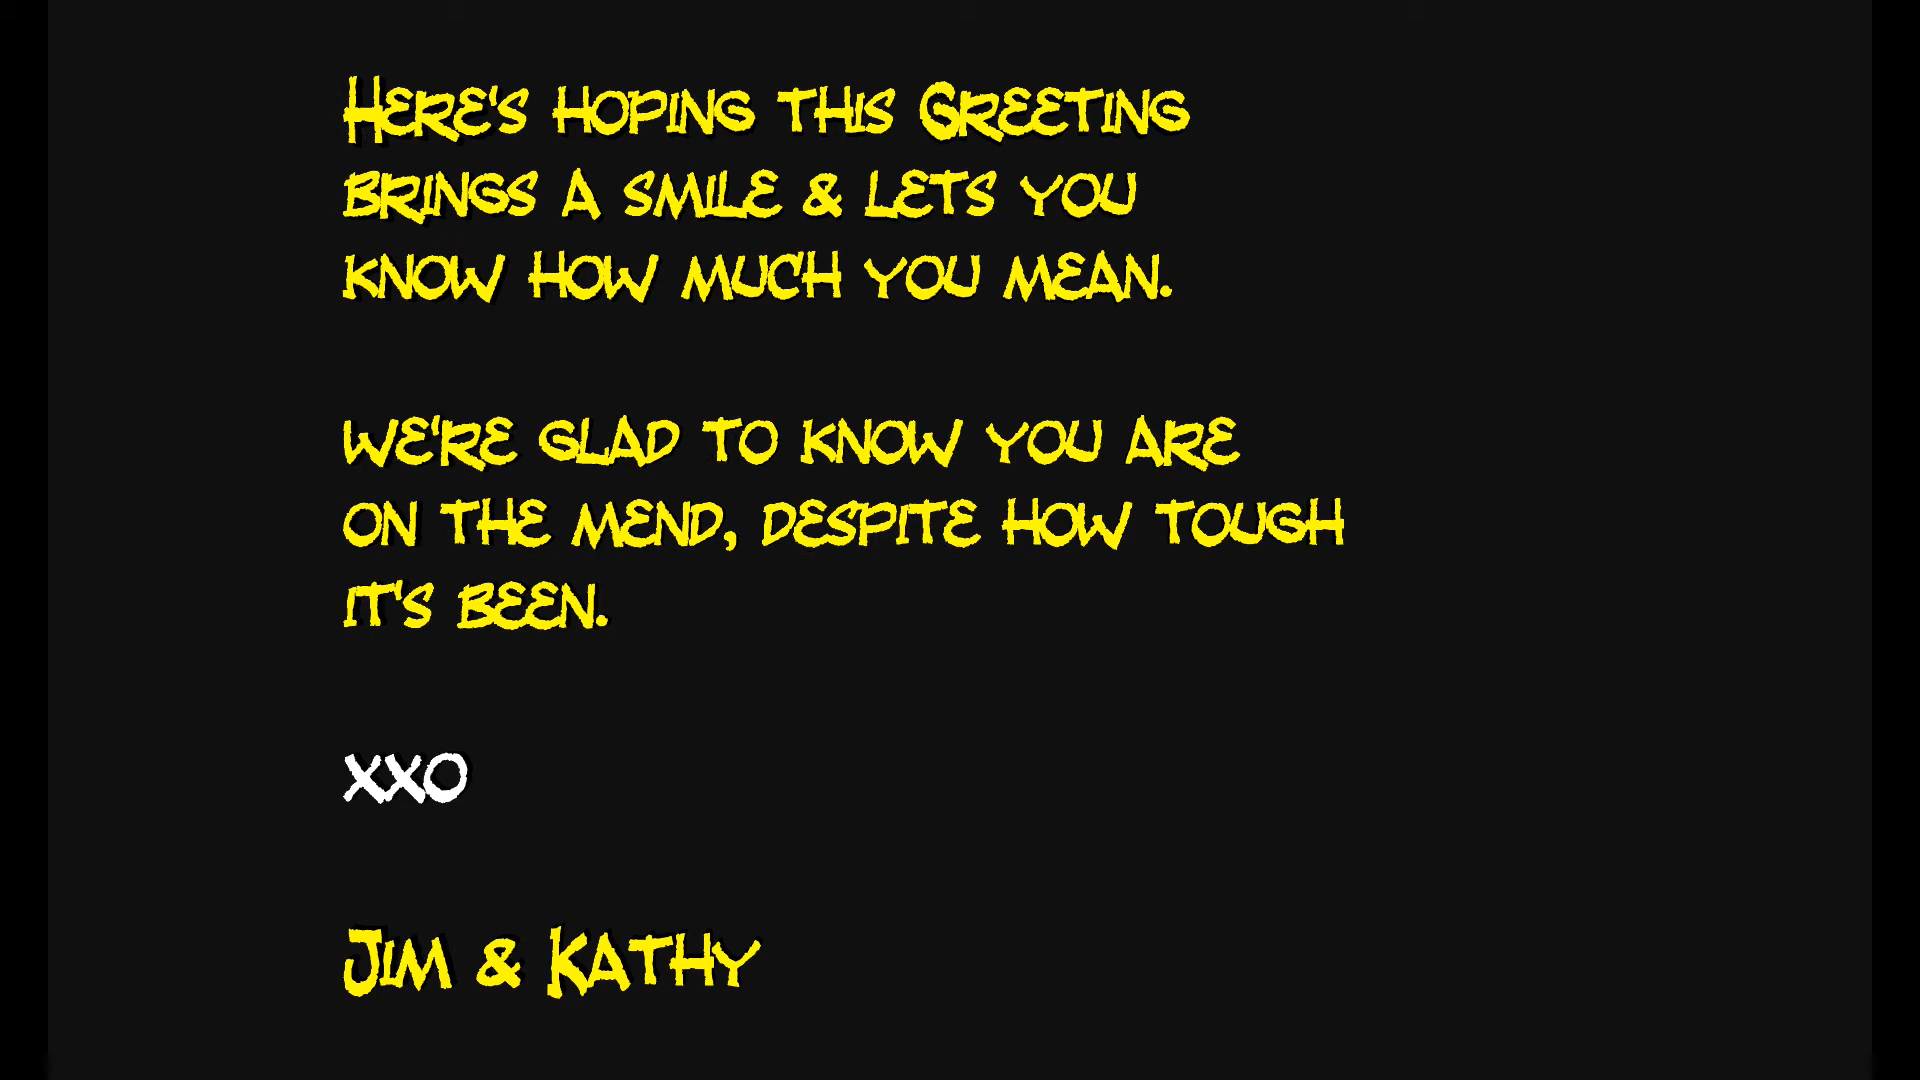 Here's hoping this Greeting
brings a smile & lets you
know how much you mean.
we're glad to know you are
on the mend, despite how tough
it's been.
xxo
Jim & Kathy